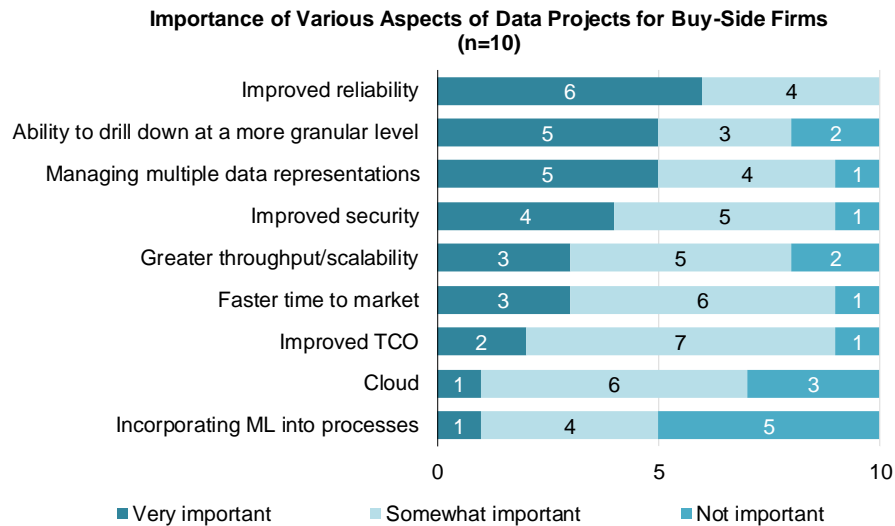 Importance of Various Aspects of Data Projects for Buy-Side Firms
(n=10)
Improved reliability 6 4
Ability to drill down at a more granular level 5 3 2
Managing multiple data representations 5 4 1
Improved security 4 5 1
Greater throughput/scalability 3 5 2
Faster time to market 3 6 1
Improved TCO 2 7 1
Cloud 1 6 3
Incorporating ML into processes 1 4 5
0 5 10
Very important Somewhat important Not important